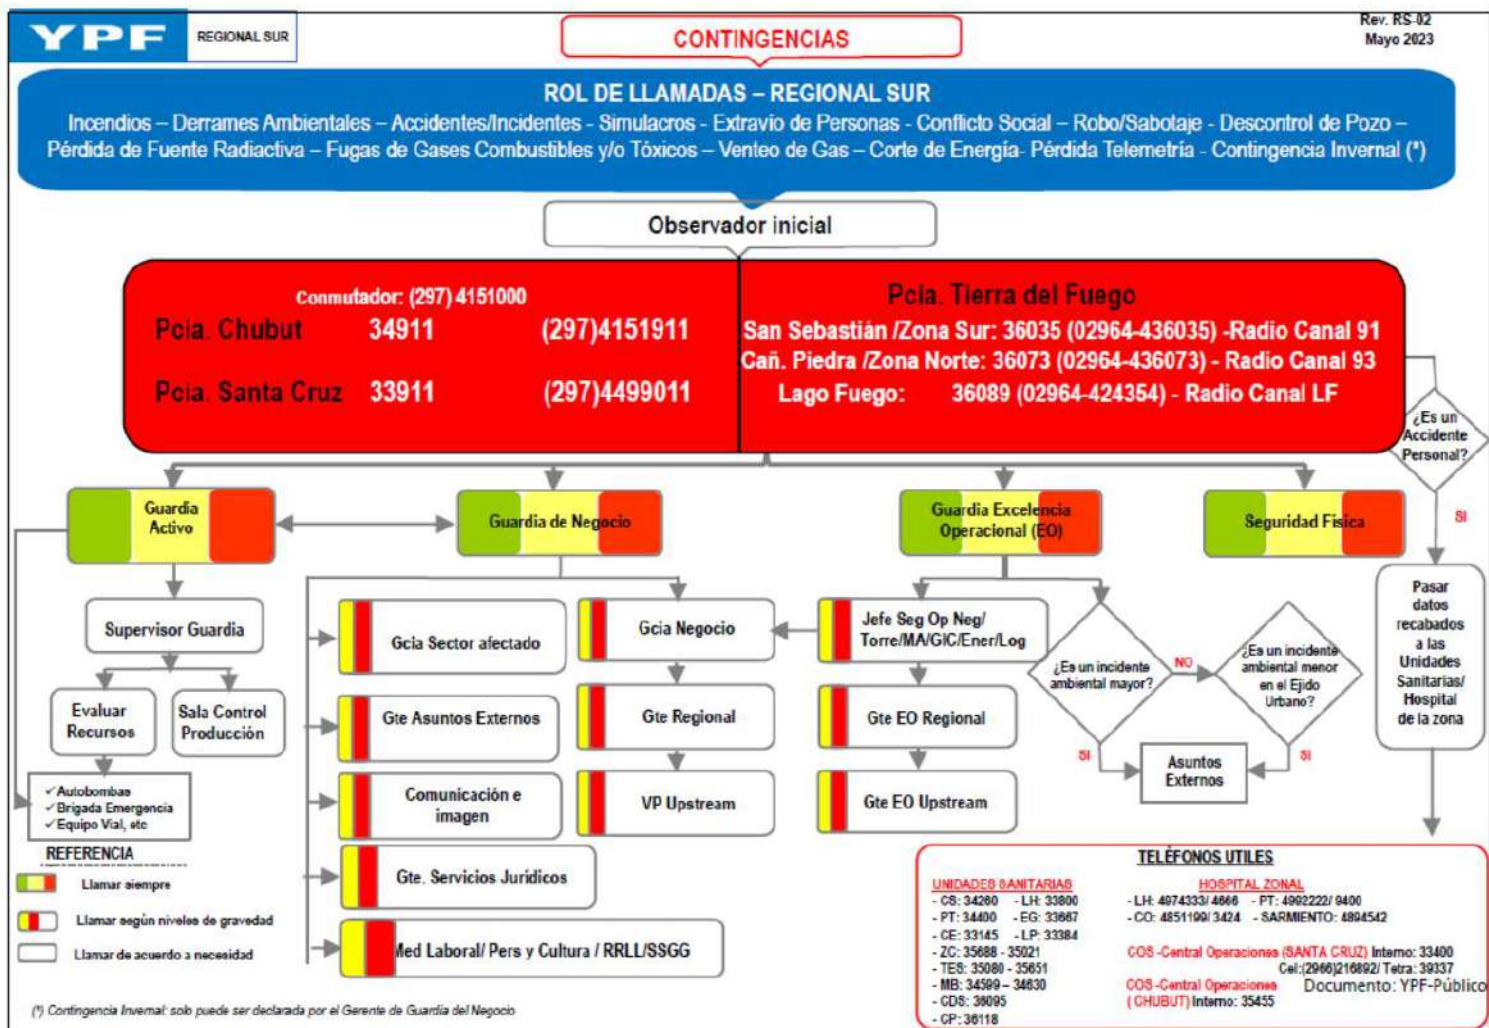 YPF
REGIONAL SUR
CONTINGENCIAS
Rev. RS-02
Mayo 2023
ROL DE LLAMADAS – REGIONAL SUR
Incendios – Derrames Ambientales – Accidentes/Incidentes - Simulacros - Extravío de Personas - Conflicto Social – Robo/Sabotaje - Descontrol de Pozo –
Pérdida de Fuente Radiactiva – Fugas de Gases Combustibles y/o Tóxicos – Venteo de Gas – Corte de Energía- Pérdida Telemetría - Contingencia Invernal (*)
Observador inicial
Conmutador: (297) 4151000
Pcia. Chubut 34911 (297)4151911
Pcia. Santa Cruz 33911 (297)4499011
Pcia. Tierra del Fuego
San Sebastián /Zona Sur: 36035 (02964-436035) -Radio Canal 91
Cañ. Piedra /Zona Norte: 36073 (02964-436073) - Radio Canal 93
Lago Fuego: 36089 (02964-424354) - Radio Canal LF
¿Es un
Accidente
Personal?
SI
Guardia
Activo
Guardia de Negocio
Guardia Excelencia
Operacional (EO)
Seguridad Física
Pasar
datos
recabados
a las
Unidades
Sanitarias/
Hospital
de la zona
Supervisor Guardia
Evaluar
Recursos
Sala Control
Producción
✓Autobombas
✓Brigada Emergencia
✓Equipo Vial, etc
Gcia Sector afectado
Gte Asuntos Externos
Comunicación e
imagen
Gte. Servicios Jurídicos
Med Laboral/ Pers y Cultura / RRLL/SSGG
Gcia Negocio
Gte Regional
VP Upstream
Jefe Seg Op Neg/
Torre/MA/GIC/Ener/Log
Gte EO Regional
Gte EO Upstream
¿Es un incidente
ambiental mayor?
NO
¿Es un incidente
ambiental menor
en el Ejido
Urbano?
SI
SI
Asuntos
Externos
REFERENCIA
Llamar siempre
Llamar según niveles de gravedad
Llamar de acuerdo a necesidad
TELÉFONOS UTILES
UNIDADES SANITARIAS
- CS: 34260 - LH: 33800
- PT: 34400 - EG: 33667
- CE: 33145 - LP: 33384
- ZC: 35688 - 35021
- TES: 35080 - 35651
- MB: 34599 – 34630
- CDS: 36095
- CP: 36118
HOSPITAL ZONAL
- LH: 4974333/ 4666 - PT: 4992222/ 9400
- CO: 4851199/ 3424 - SARMIENTO: 4894542
COS -Central Operaciones (SANTA CRUZ) Interno: 33400
Cel:(2966)216892/ Tetra: 39337
COS -Central Operaciones
( CHUBUT) Interno: 35455
Documento: YPF-Público
(*) Contingencia Invernal: solo puede ser declarada por el Gerente de Guardia del Negocio